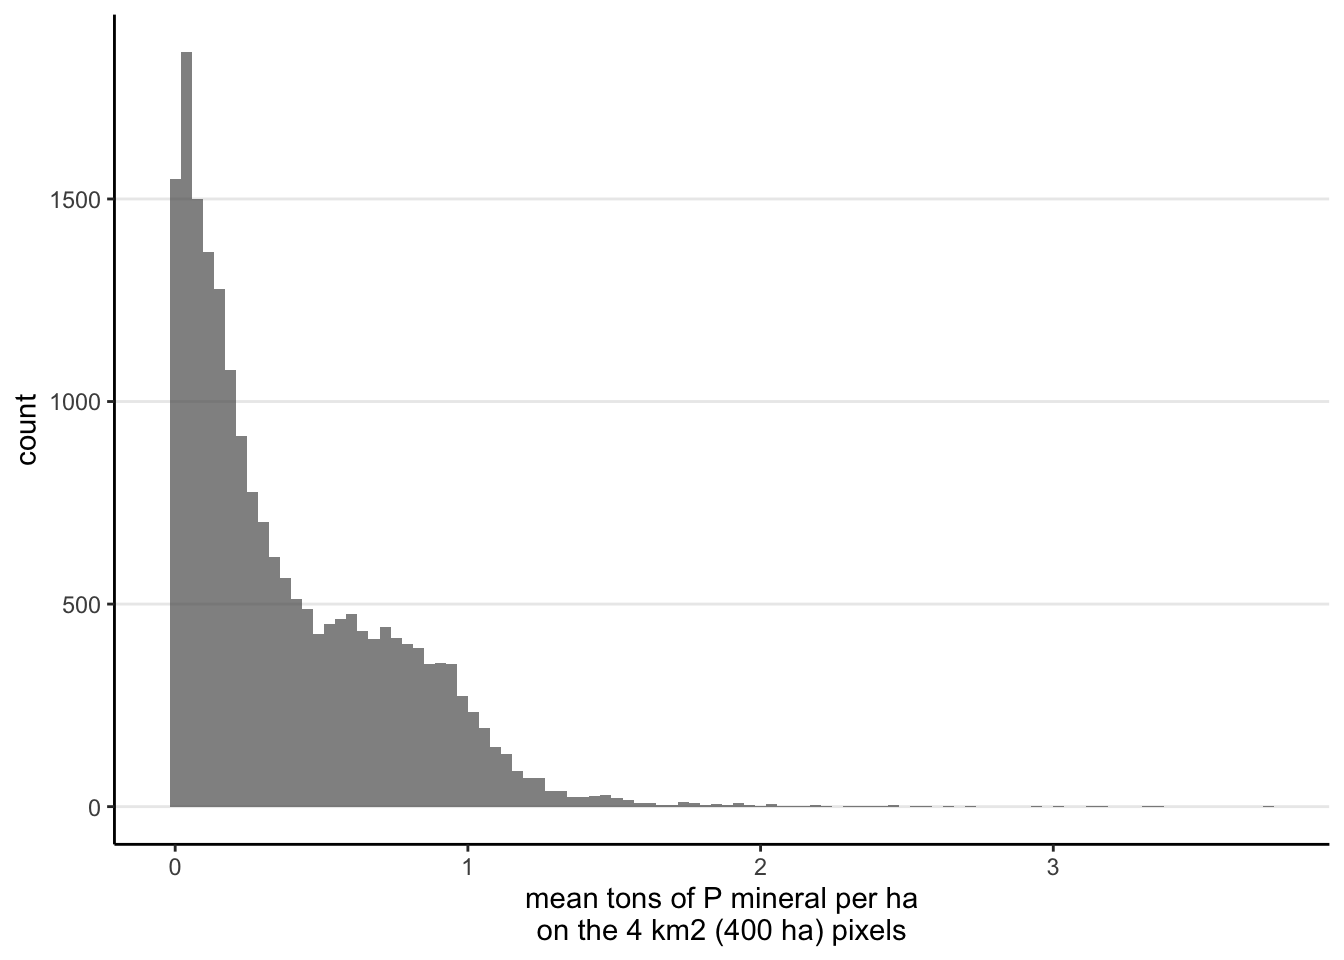 1500
1000
500
0
count
0 1 2 3
mean tons of P mineral per ha
on the 4 km2 (400 ha) pixels